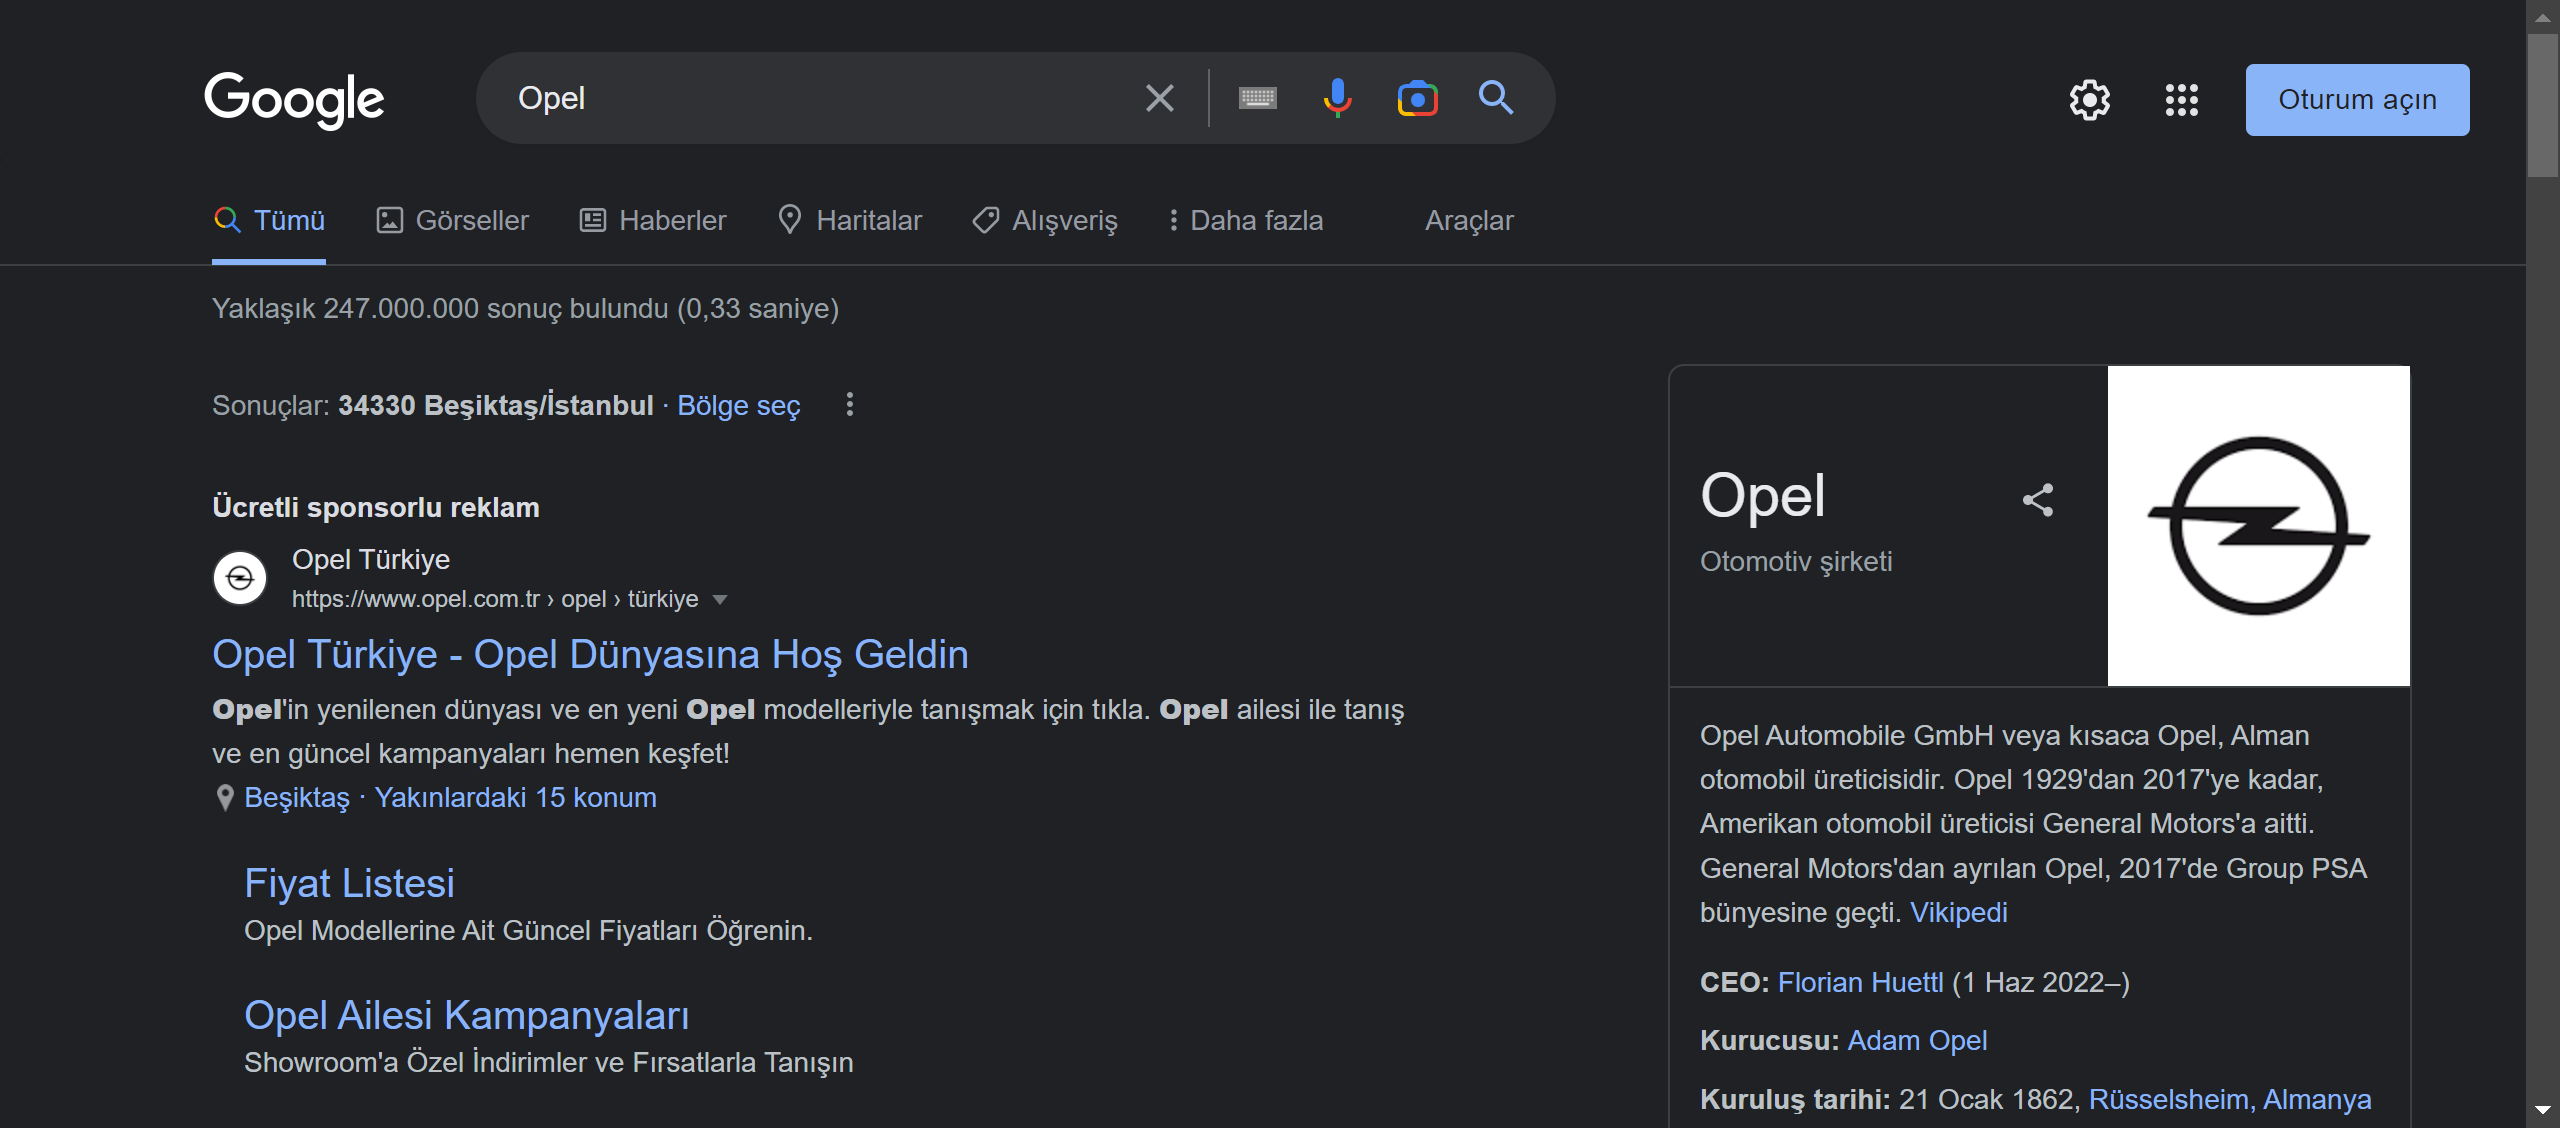 Google
Opel
Oturum açın
Tümü
Görseller
Haberler
Haritalar
Alışveriş
Daha fazla
Araçlar
Yaklaşık 247.000.000 sonuç bulundu (0,33 saniye)
Sonuçlar: 34330 Beşiktaş/İstanbul · Bölge seç
Ücretli sponsorlu reklam
Opel Türkiye
https://www.opel.com.tr › opel › türkiye
Opel Türkiye - Opel Dünyasına Hoş Geldin
Opel'in yenilenen dünyası ve en yeni Opel modelleriyle tanışmak için tıkla. Opel ailesi ile tanış
ve en güncel kampanyaları hemen keşfet!
Beşiktaş · Yakınlardaki 15 konum
Fiyat Listesi
Opel Modellerine Ait Güncel Fiyatları Öğrenin.
Opel Ailesi Kampanyaları
Showroom'a Özel İndirimler ve Fırsatlarla Tanışın
Opel
Otomotiv şirketi
Opel Automobile GmbH veya kısaca Opel, Alman
otomobil üreticisidir. Opel 1929'dan 2017'ye kadar,
Amerikan otomobil üreticisi General Motors'a aitti.
General Motors'dan ayrılan Opel, 2017'de Group PSA
bünyesine geçti. Vikipedi
CEO: Florian Huettl (1 Haz 2022–)
Kurucusu: Adam Opel
Kuruluş tarihi: 21 Ocak 1862, Rüsselsheim, Almanya